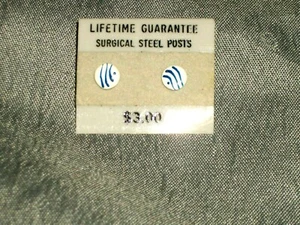 LIFETIME GUARANTEE
SURGICAL STEEL POSTS
$3.00